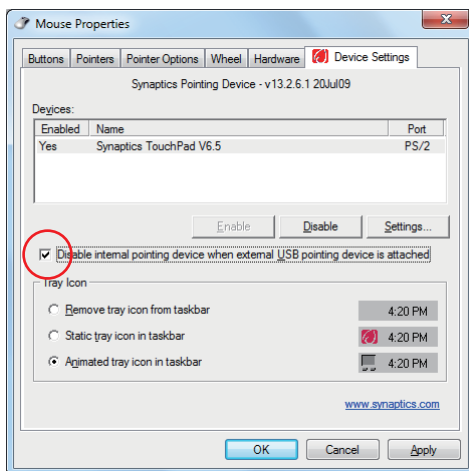 Mouse Properties
Buttons Pointers Pointer Options Wheel Hardware Device Settings
Synaptics Pointing Device - v13.2.6.1 20Jul09
Devices:
Enabled Name Port
Yes Synaptics TouchPad V6.5 PS/2
Enable Disable Settings...
Disable internal pointing device when external USB pointing device is attached
Tray Icon
Remove tray icon from taskbar 4:20 PM
Static tray icon in taskbar 4:20 PM
Animated tray icon in taskbar 4:20 PM
www.synaptics.com
OK Cancel Apply